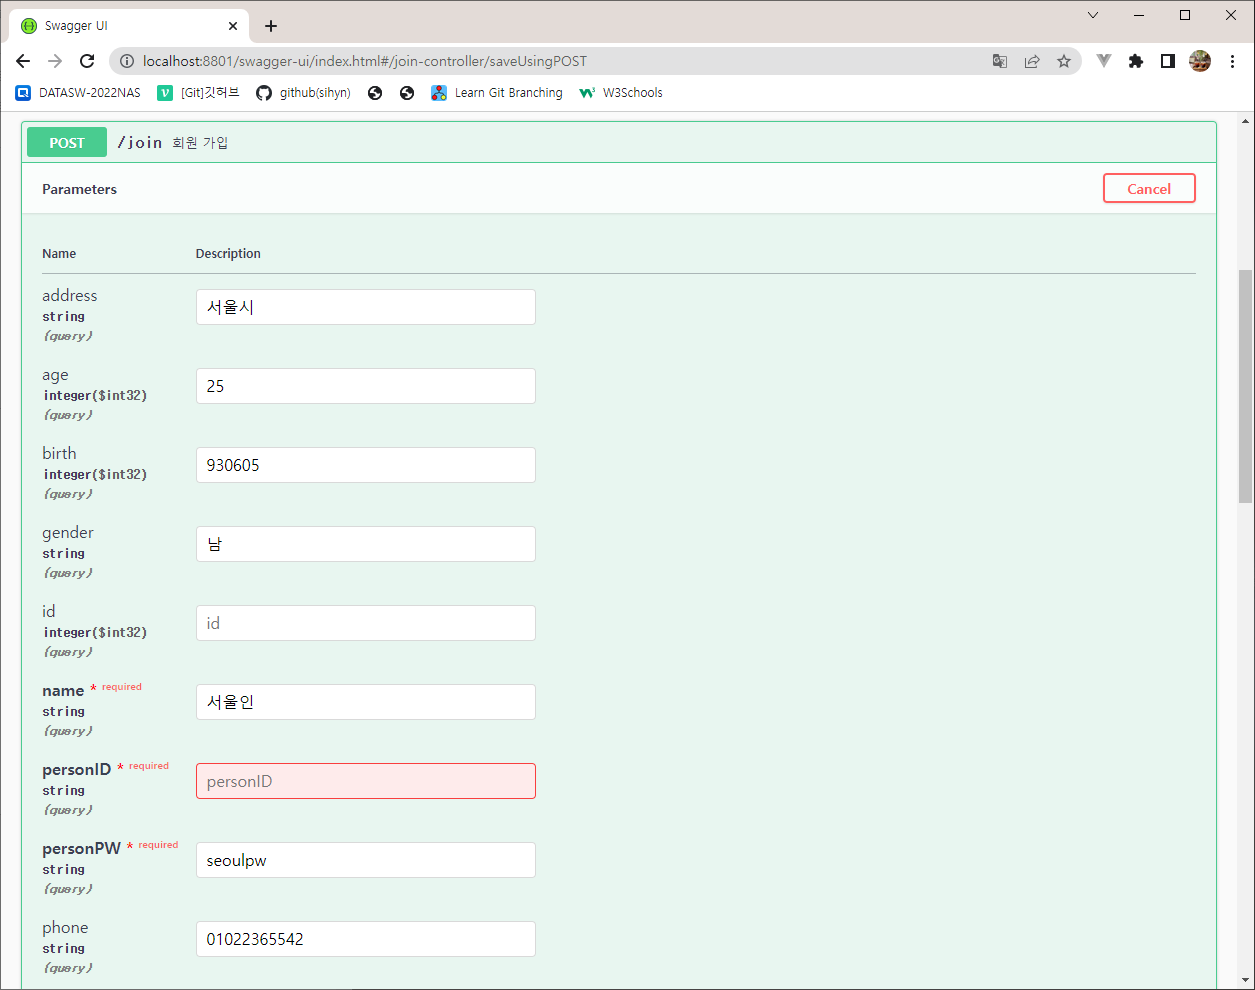 Swagger UI
localhost:8801/swagger-ui/index.html#/join-controller/saveUsingPOST
DATASW-2022NAS [Git]깃허브 github(sihyn) Learn Git Branching W3Schools
POST /join 회원 가입
Parameters Cancel
Name Description
address 서울시
string
(query)
age 25
integer($int32)
(query)
birth 930605
integer($int32)
(query)
gender 남
string
(query)
id id
integer($int32)
(query)
name * required 서울인
string
(query)
personID * required personID
string
(query)
personPW * required seoulpw
string
(query)
phone 01022365542
string
(query)